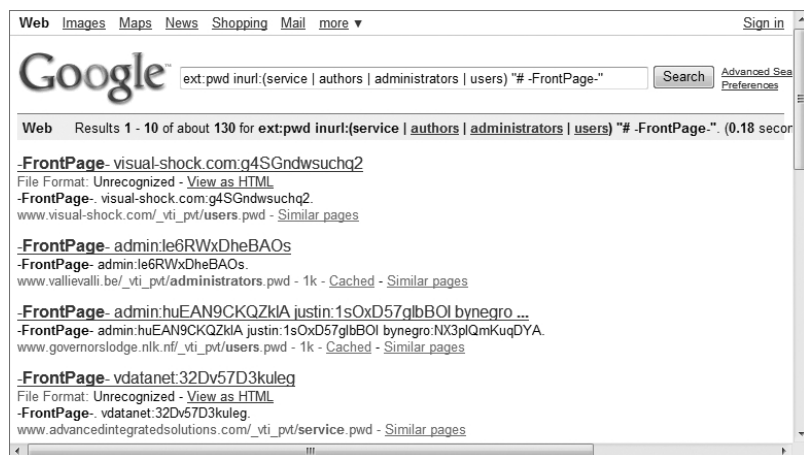 Web Images Maps News Shopping Mail more ▼ Sign in
Google™ ext:pwd inurl:(service | authors | administrators | users) "# -FrontPage-" Search Advanced Sea
Preferences
Web Results 1 - 10 of about 130 for ext:pwd inurl:(service | authors | administrators | users) "# -FrontPage-". (0.18 secor
-FrontPage- visual-shock.com:g4SGndwsuchq2
File Format: Unrecognized - View as HTML
-FrontPage-. visual-shock.com:g4SGndwsuchq2.
www.visual-shock.com/_vti_pvt/users.pwd - Similar pages
-FrontPage- admin:le6RWxDheBAOs
-FrontPage- admin:le6RWxDheBAOs.
www.vallievalli.be/_vti_pvt/administrators.pwd - 1k - Cached - Similar pages
-FrontPage- admin:huEAN9CKQZklA justin:1sOxD57glbBOI bynegro ...
-FrontPage- admin:huEAN9CKQZklA justin:1sOxD57glbBOI bynegro:NX3plQmKuqDYA.
www.governorslodge.nlk.nf/_vti_pvt/users.pwd - 1k - Cached - Similar pages
-FrontPage- vdatanet:32Dv57D3kuleg
File Format: Unrecognized - View as HTML
-FrontPage-. vdatanet:32Dv57D3kuleg.
www.advancedintegratedsolutions.com/_vti_pvt/service.pwd - Similar pages